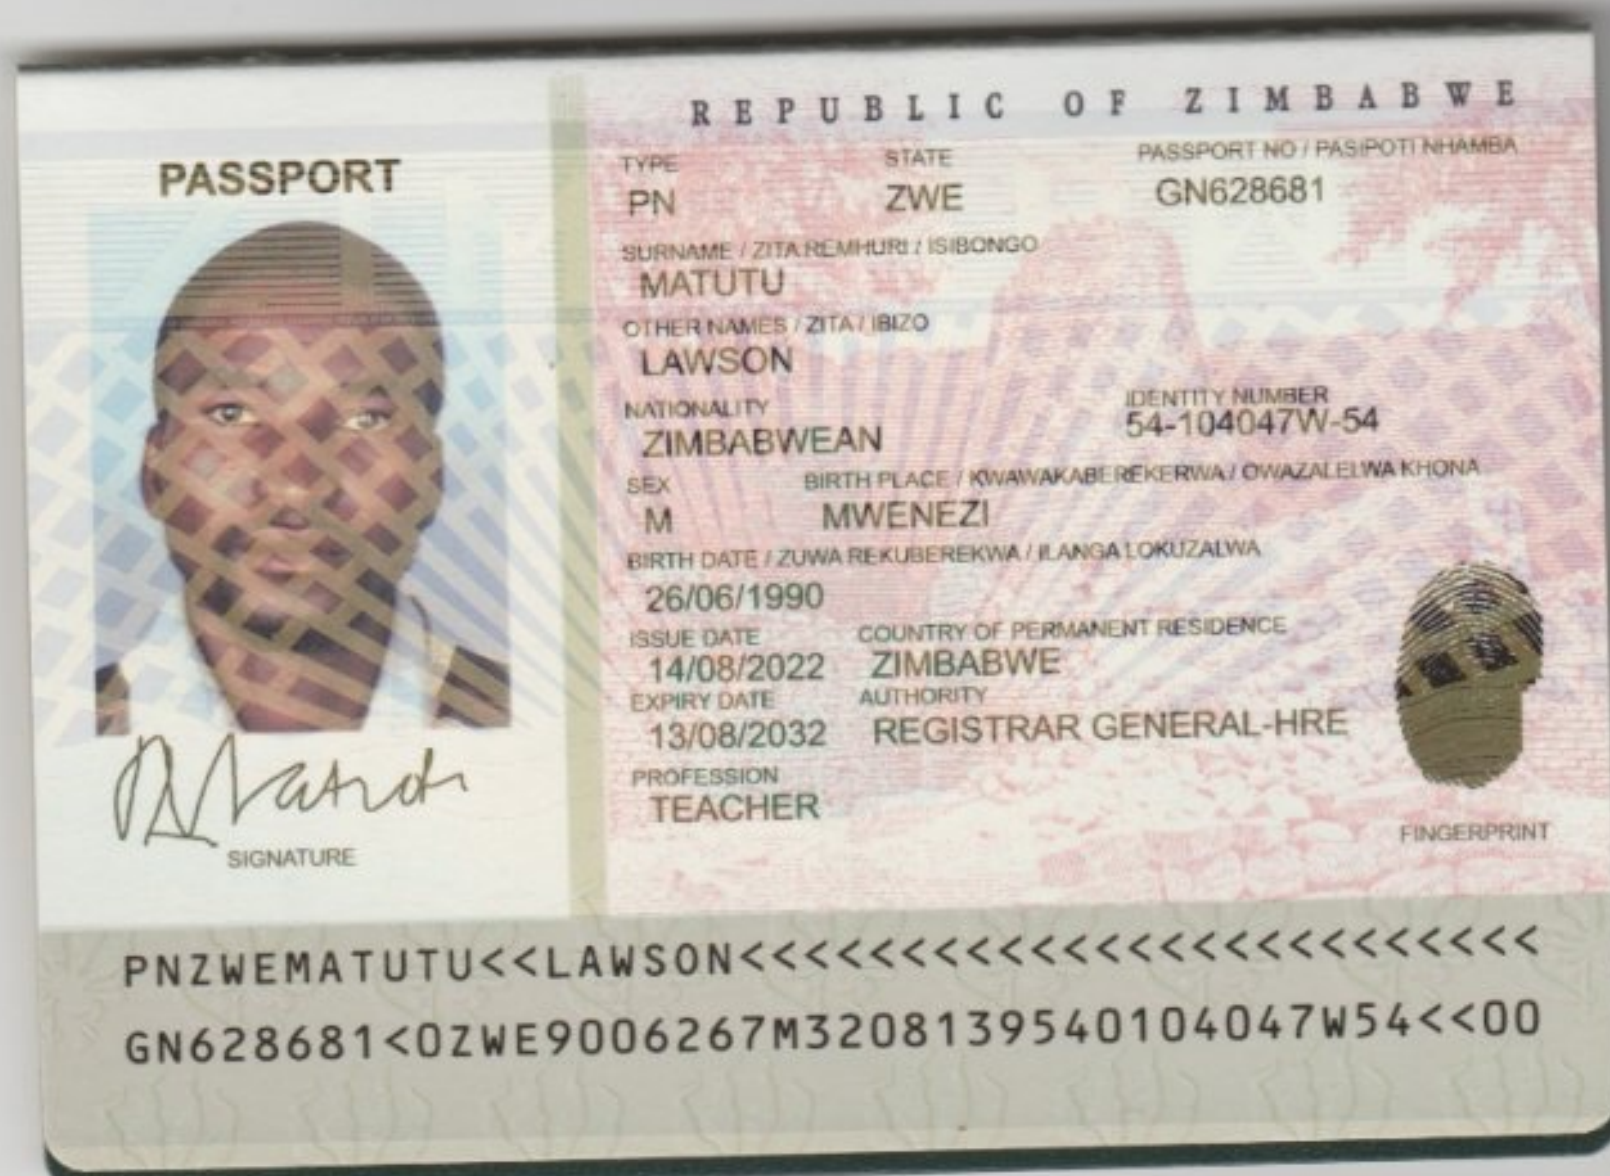 REPUBLIC OF ZIMBABWE
PASSPORT
TYPE STATE PASSPORT NO / PASIPOTI NHAMBA
PN ZWE GN628681
SURNAME / ZITA REMHURI / ISIBONGO
MATUTU
OTHER NAMES / ZITA / IBIZO
LAWSON
NATIONALITY IDENTITY NUMBER
ZIMBABWEAN 54-104047W-54
SEX BIRTH PLACE / KWAWAKABEREKERWA / OWAZALELWA KHONA
M MWENEZI
BIRTH DATE / ZUWA REKUBEREKWA / ILANGA LOKUZALWA
26/06/1990
ISSUE DATE COUNTRY OF PERMANENT RESIDENCE
14/08/2022 ZIMBABWE
EXPIRY DATE AUTHORITY
13/08/2032 REGISTRAR GENERAL-HRE
PROFESSION
TEACHER
SIGNATURE
FINGERPRINT
PNZWEMATUTU<<LAWSON<<<<<<<<<<<<<<<<<<<<<<<<<
GN628681<0ZWE9006267M3208139540104047W54<<00